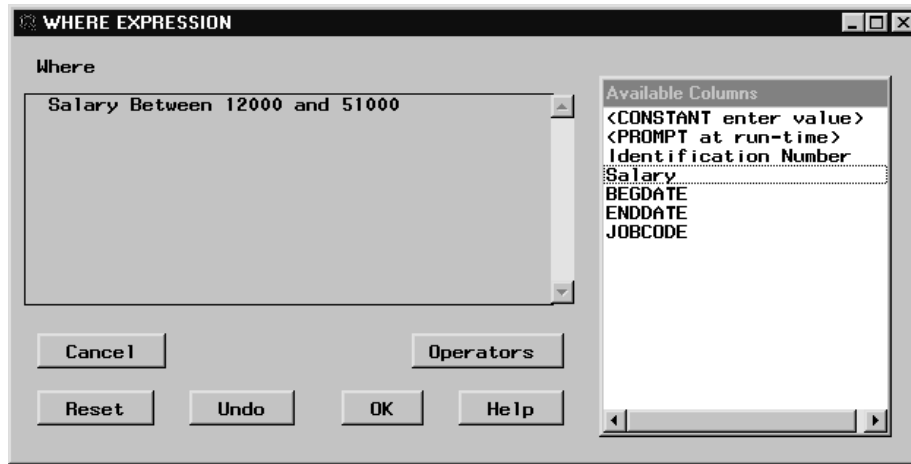 WHERE EXPRESSION
Where
Salary Between 12000 and 51000
Available Columns
<CONSTANT enter value>
<PROMPT at run-time>
Identification Number
Salary
BEGDATE
ENDDATE
JOBCODE
Cancel
Operators
Reset
Undo
OK
Help